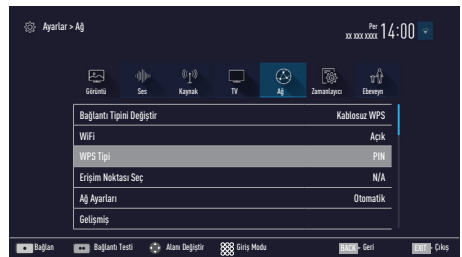 Ayarlar > Ağ
Per
xx xxx xxxx 14:00
Görüntü Ses Kaynak TV Ağ Zamanlayıcı Ebeveyn
Bağlantı Tipini Değiştir Kablosuz WPS
WiFi Açık
WPS Tipi PIN
Erişim Noktası Seç N/A
Ağ Ayarları Otomatik
Gelişmiş
Bağlan Bağlantı Testi Alanı Değiştir Giriş Modu BACK - Geri EXIT - Çıkış